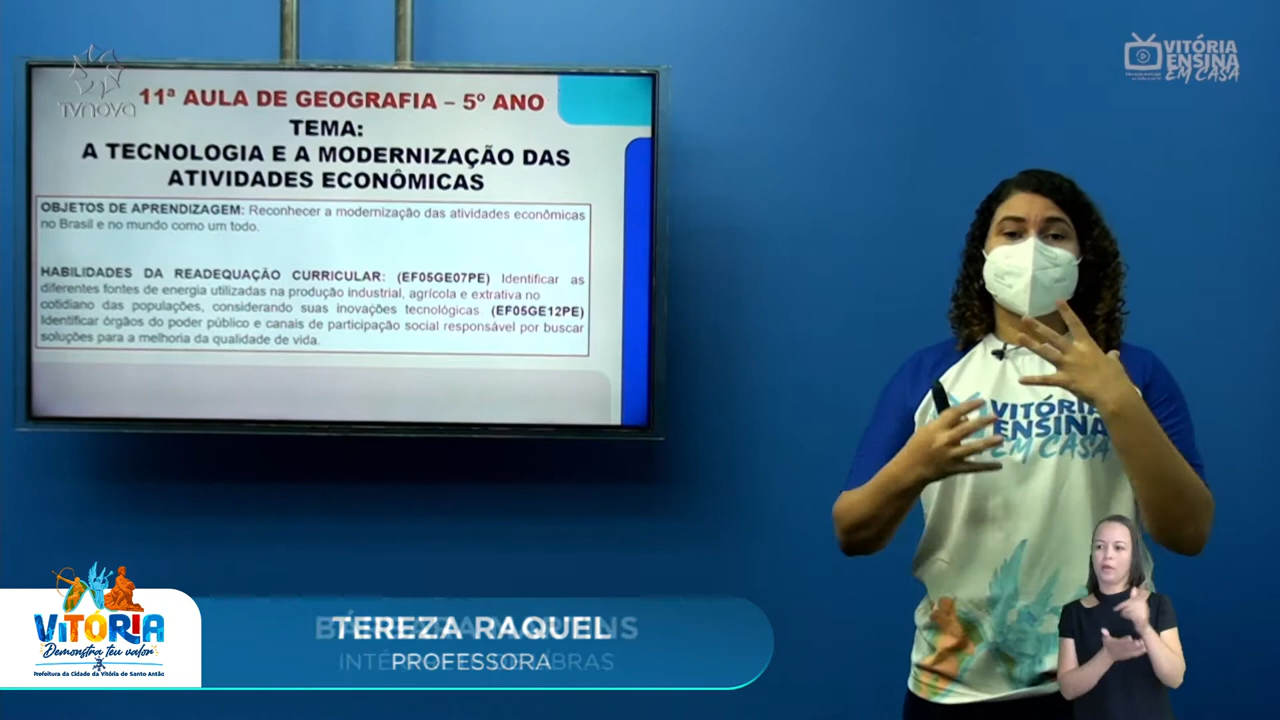 TVNOVA
11ª AULA DE GEOGRAFIA – 5º ANO
TEMA:
A TECNOLOGIA E A MODERNIZAÇÃO DAS
ATIVIDADES ECONÔMICAS
OBJETOS DE APRENDIZAGEM: Reconhecer a modernização das atividades econômicas
no Brasil e no mundo como um todo.
HABILIDADES DA READEQUAÇÃO CURRICULAR: (EF05GE07PE) Identificar as
diferentes fontes de energia utilizadas na produção industrial, agrícola e extrativa no
cotidiano das populações, considerando suas inovações tecnológicas (EF05GE12PE)
Identificar órgãos do poder público e canais de participação social responsável por buscar
soluções para a melhoria da qualidade de vida.
VITÓRIA
ENSINA
EM CASA
VITÓRIA
ENSINA
EM CASA
TEREZA RAQUEL
PROFESSORA
VITÓRIA
Demonstra teu valor
Prefeitura da Cidade da Vitória de Santo Antão